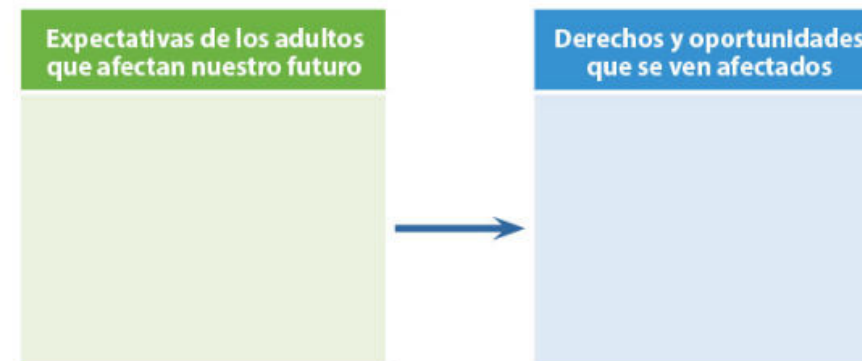 Expectativas de los adultos
que afectan nuestro futuro
Derechos y oportunidades
que se ven afectados